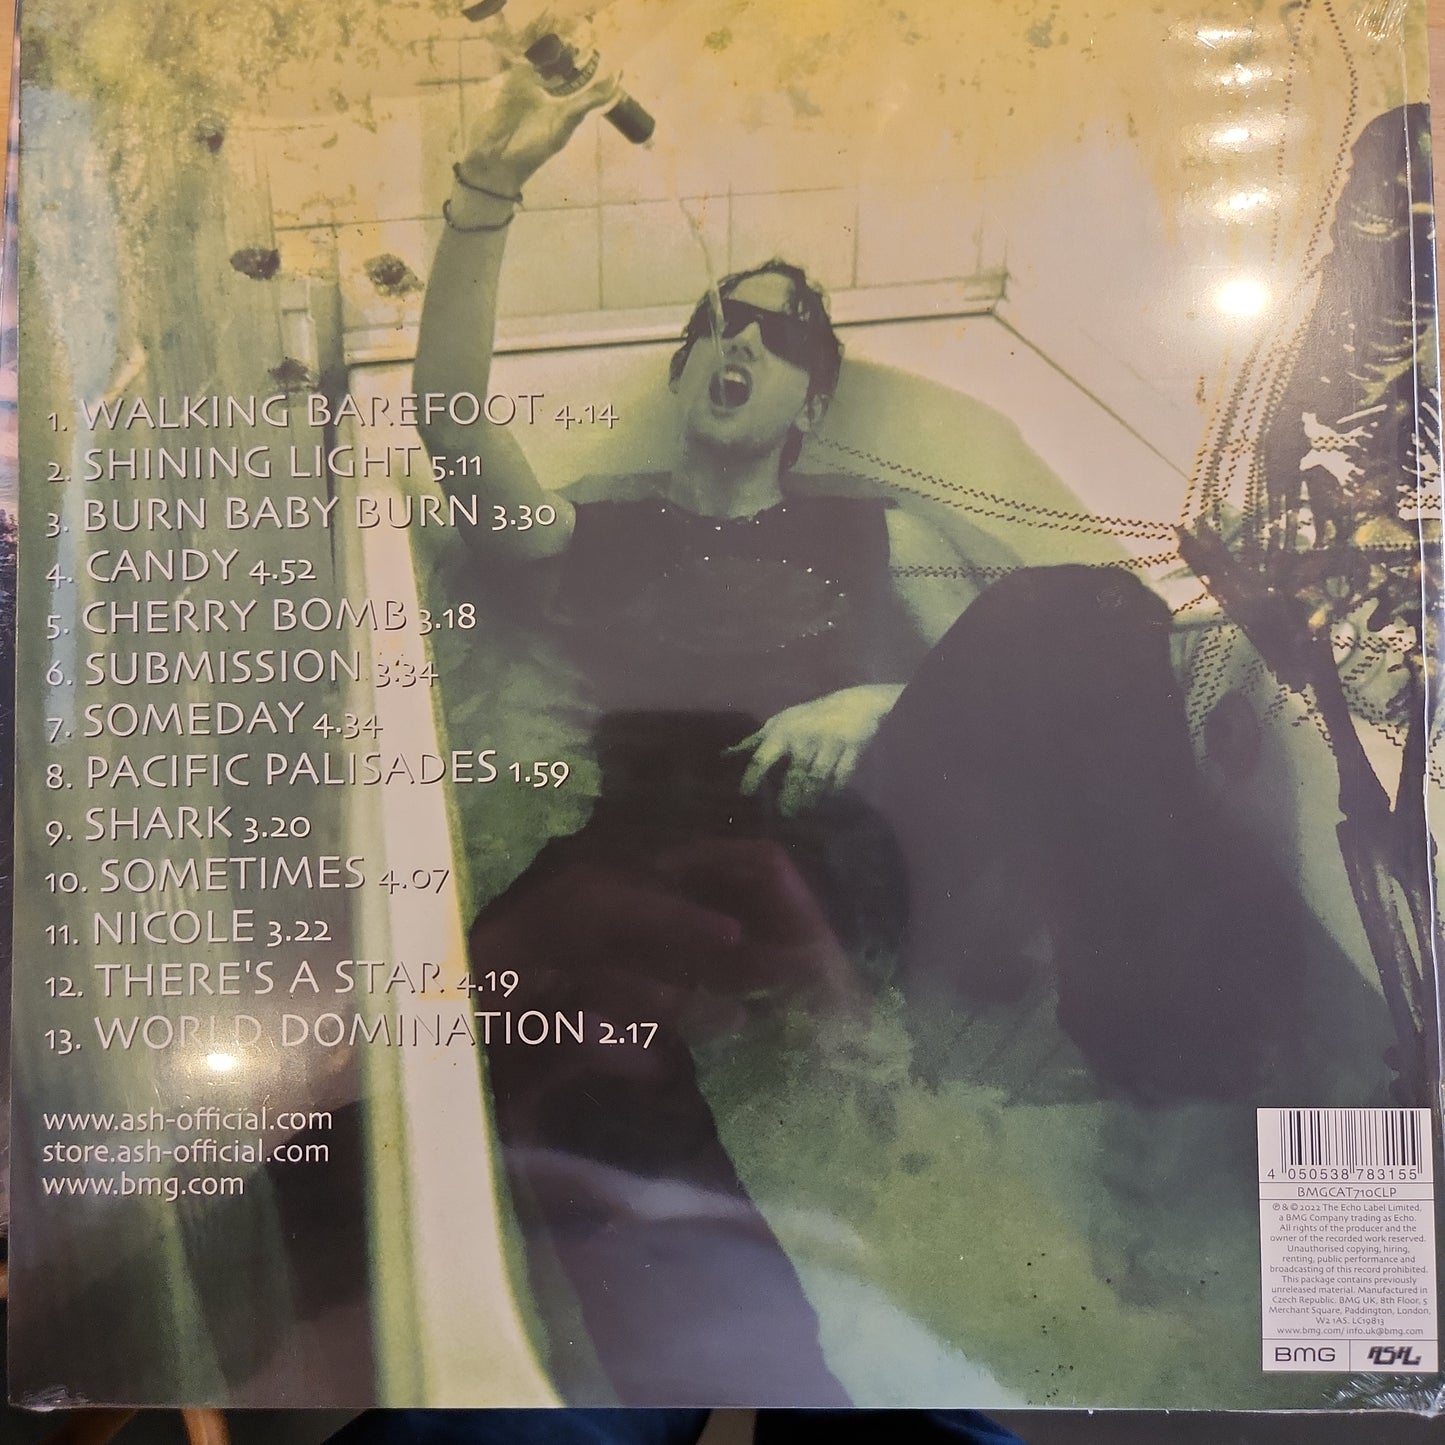 1. WALKING BAREFOOT 4.14
2. SHINING LIGHT 5.11
3. BURN BABY BURN 3.30
4. CANDY 4.52
5. CHERRY BOMB 3.18
6. SUBMISSION 3.34
7. SOMEDAY 4.34
8. PACIFIC PALISADES 1.59
9. SHARK 3.20
10. SOMETIMES 4.07
11. NICOLE 3.22
12. THERE'S A STAR 4.19
13. WORLD DOMINATION 2.17
www.ash-official.com
store.ash-official.com
www.bmg.com
4 050538 783155
BMGCAT710CLP
℗ & © 2022 The Echo Label Limited,
a BMG Company trading as Echo.
All rights of the producer and the
owner of the recorded work reserved.
Unauthorised copying, hiring,
renting, public performance and
broadcasting of this record prohibited.
This package contains previously
unreleased material. Manufactured in
Czech Republic. BMG UK, 8th Floor, 5
Merchant Square, Paddington, London,
W2 1AS. LC19813
www.bmg.com/ info.uk@bmg.com
BMG ASH